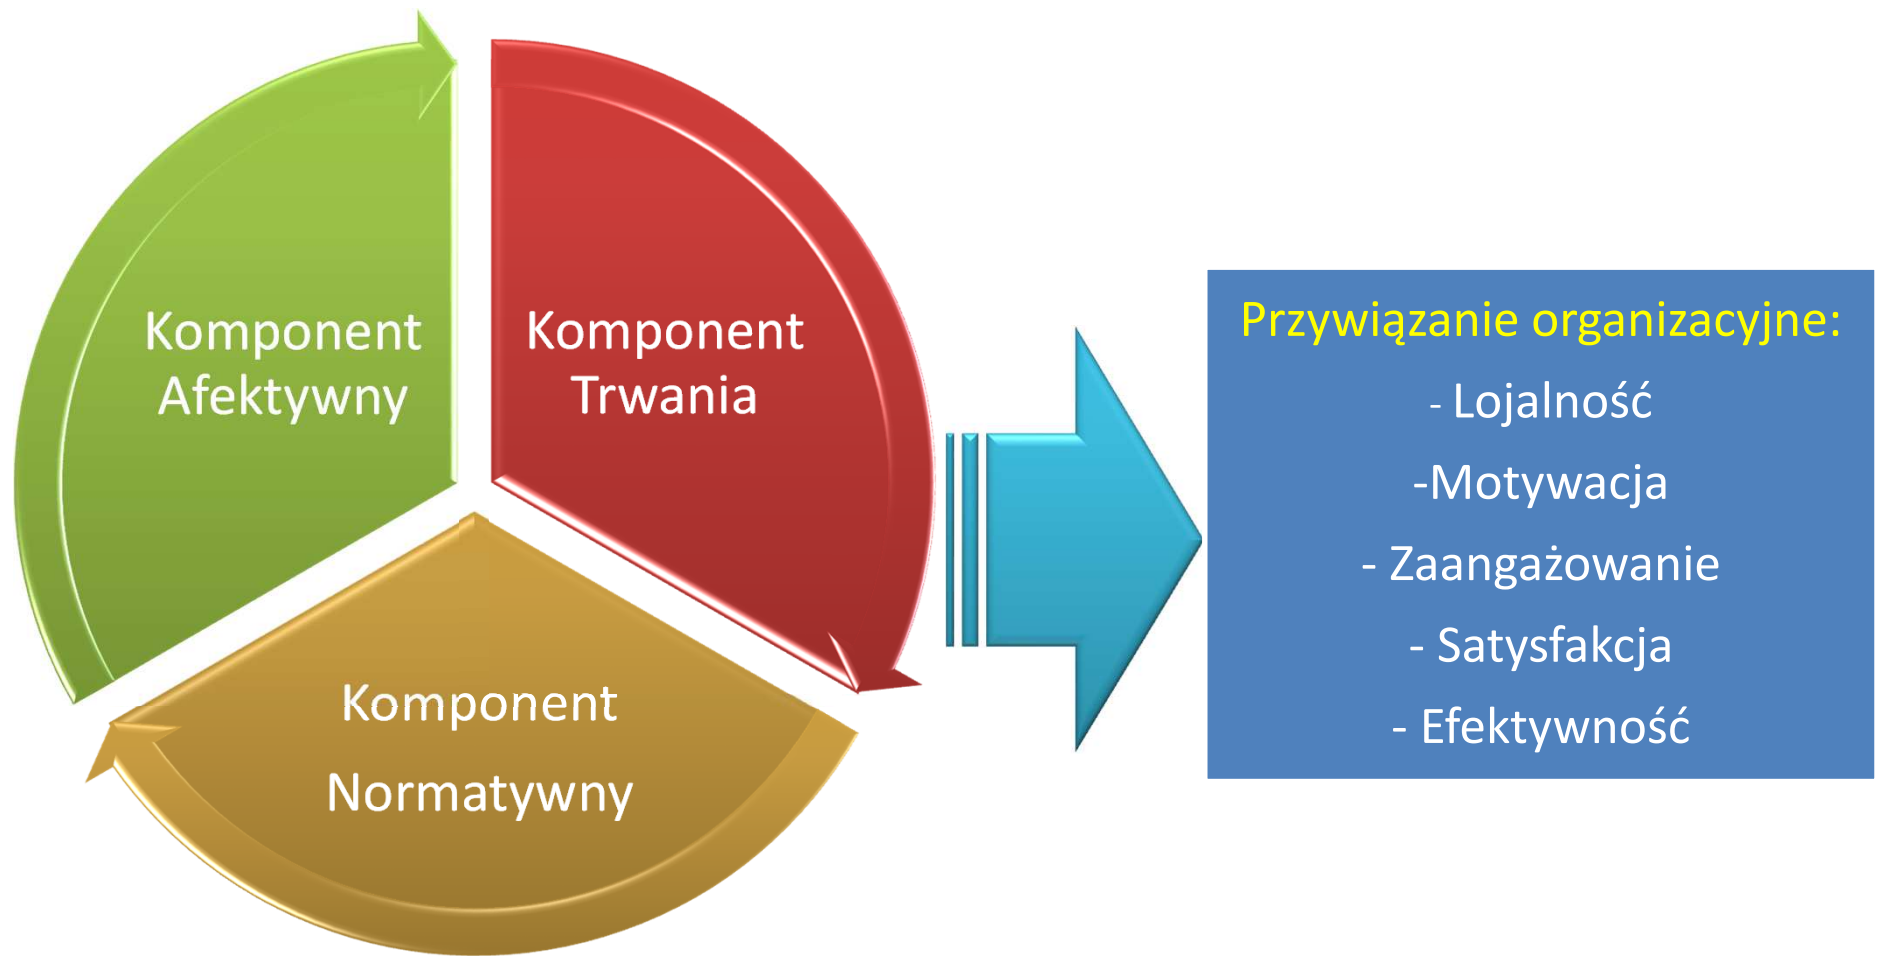 Komponent
Afektywny
Komponent
Trwania
Komponent
Normatywny
Przywiązanie organizacyjne:
- Lojalność
-Motywacja
- Zaangażowanie
- Satysfakcja
- Efektywność